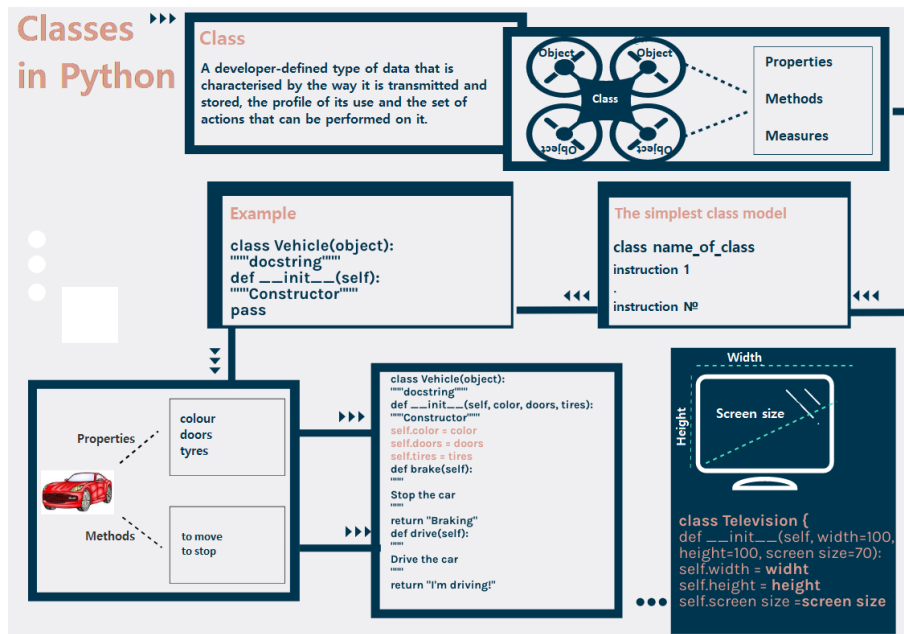 Classes
in Python
Class
A developer-defined type of data that is
characterised by the way it is transmitted and
stored, the profile of its use and the set of
actions that can be performed on it.
Object
Object
Class
Object
Object
Properties
Methods
Measures
Example
class Vehicle(object):
"""docstring"""
def __init__(self):
"""Constructor"""
pass
The simplest class model
class name_of_class
instruction 1
.
instruction №
Properties
colour
doors
tyres
Methods
to move
to stop
class Vehicle(object):
"""docstring"""
def __init__(self, color, doors, tires):
"""Constructor"""
self.color = color
self.doors = doors
self.tires = tires
def brake(self):
"""
Stop the car
"""
return "Braking"
def drive(self):
"""
Drive the car
"""
return "I'm driving!"
Width
Height
Screen size
class Television {
def __init__(self, width=100,
height=100, screen size=70):
self.width = widht
self.height = height
self.screen size =screen size